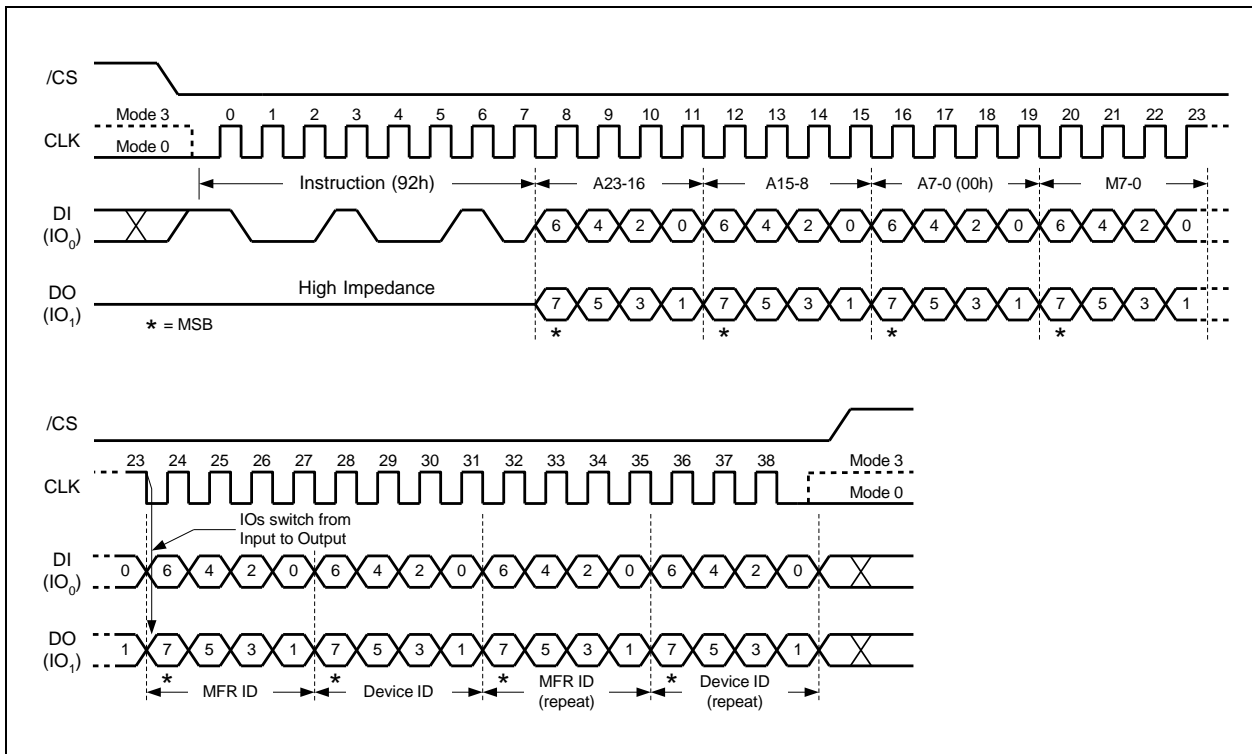 /CS
Mode 3 0 1 2 3 4 5 6 7 8 9 10 11 12 13 14 15 16 17 18 19 20 21 22 23
CLK
Mode 0
Instruction (92h) A23-16 A15-8 A7-0 (00h) M7-0
DI
(IO0)
6 4 2 0 6 4 2 0 6 4 2 0 6 4 2 0
High Impedance
DO
(IO1)
7 5 3 1 7 5 3 1 7 5 3 1 7 5 3 1
* = MSB
* * * *
/CS
23 24 25 26 27 28 29 30 31 32 33 34 35 36 37 38 Mode 3
CLK
Mode 0
IOs switch from
Input to Output
DI
(IO0)
0 6 4 2 0 6 4 2 0 6 4 2 0 6 4 2 0
DO
(IO1)
1 7 5 3 1 7 5 3 1 7 5 3 1 7 5 3 1
* * * *
MFR ID Device ID MFR ID
(repeat)
Device ID
(repeat)